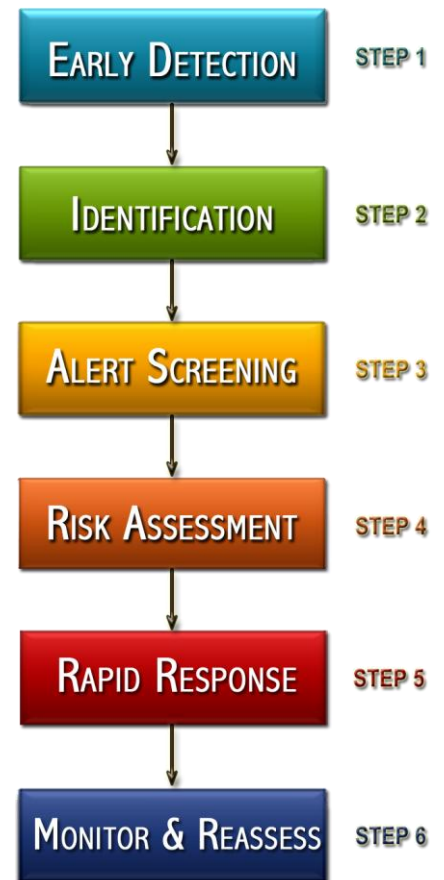 EARLY DETECTION STEP 1
IDENTIFICATION STEP 2
ALERT SCREENING STEP 3
RISK ASSESSMENT STEP 4
RAPID RESPONSE STEP 5
MONITOR & REASSESS STEP 6